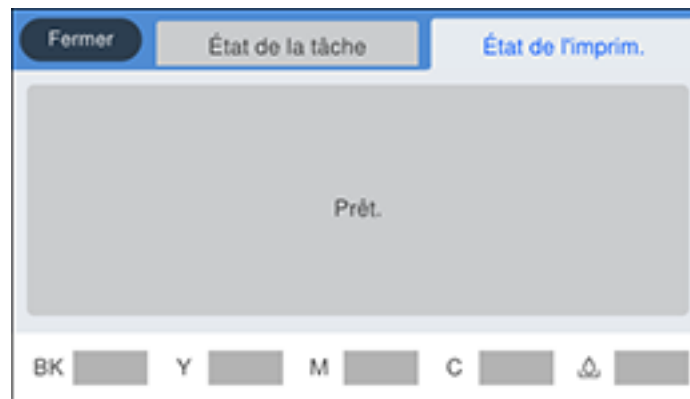 Fermer
État de la tâche
État de l'imprim.
Prêt.
BK Y M C